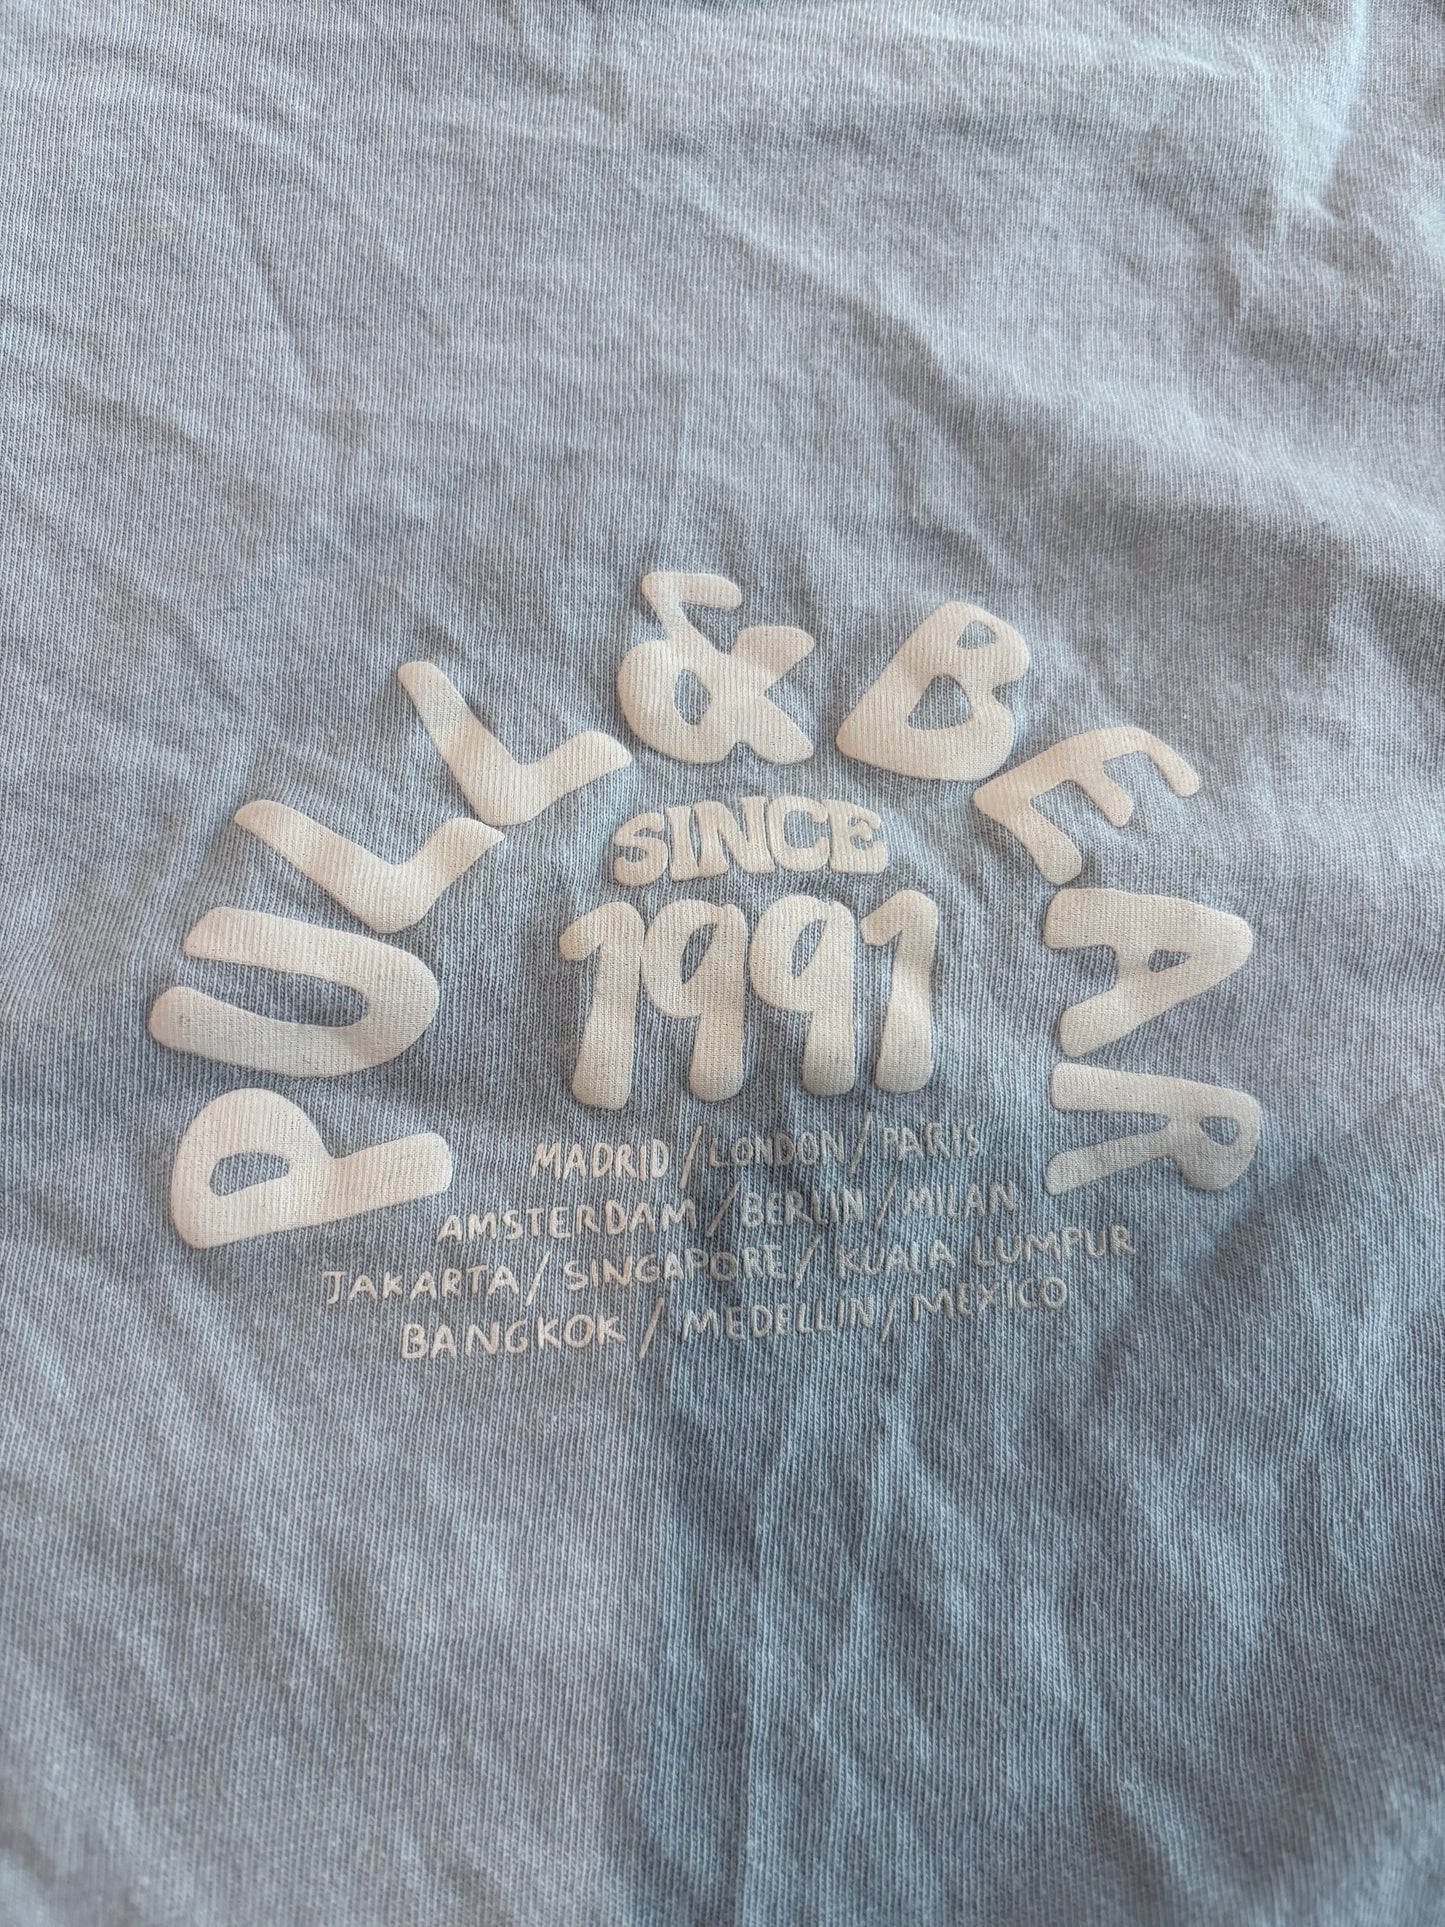 PULL & BEAR
SINCE
1991
MADRID / LONDON / PARIS
AMSTERDAM / BERLIN / MILAN
JAKARTA / SINGAPORE / KUALA LUMPUR
BANGKOK / MEDELLIN / MEXICO